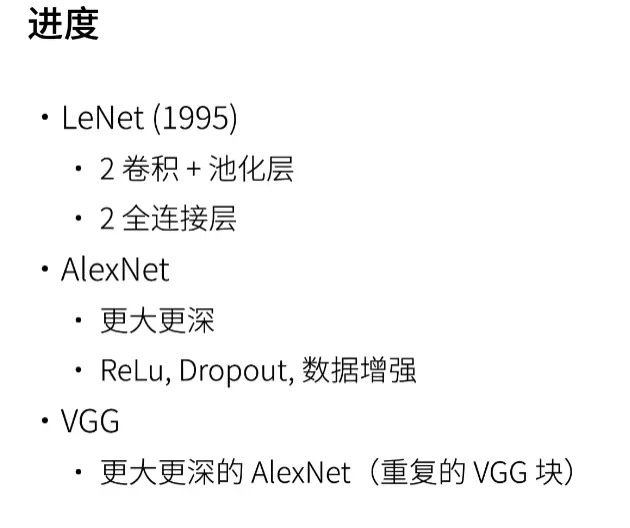 进度
• LeNet (1995)
• 2 卷积 + 池化层
• 2 全连接层
• AlexNet
• 更大更深
• ReLu, Dropout, 数据增强
• VGG
• 更大更深的 AlexNet（重复的 VGG 块）